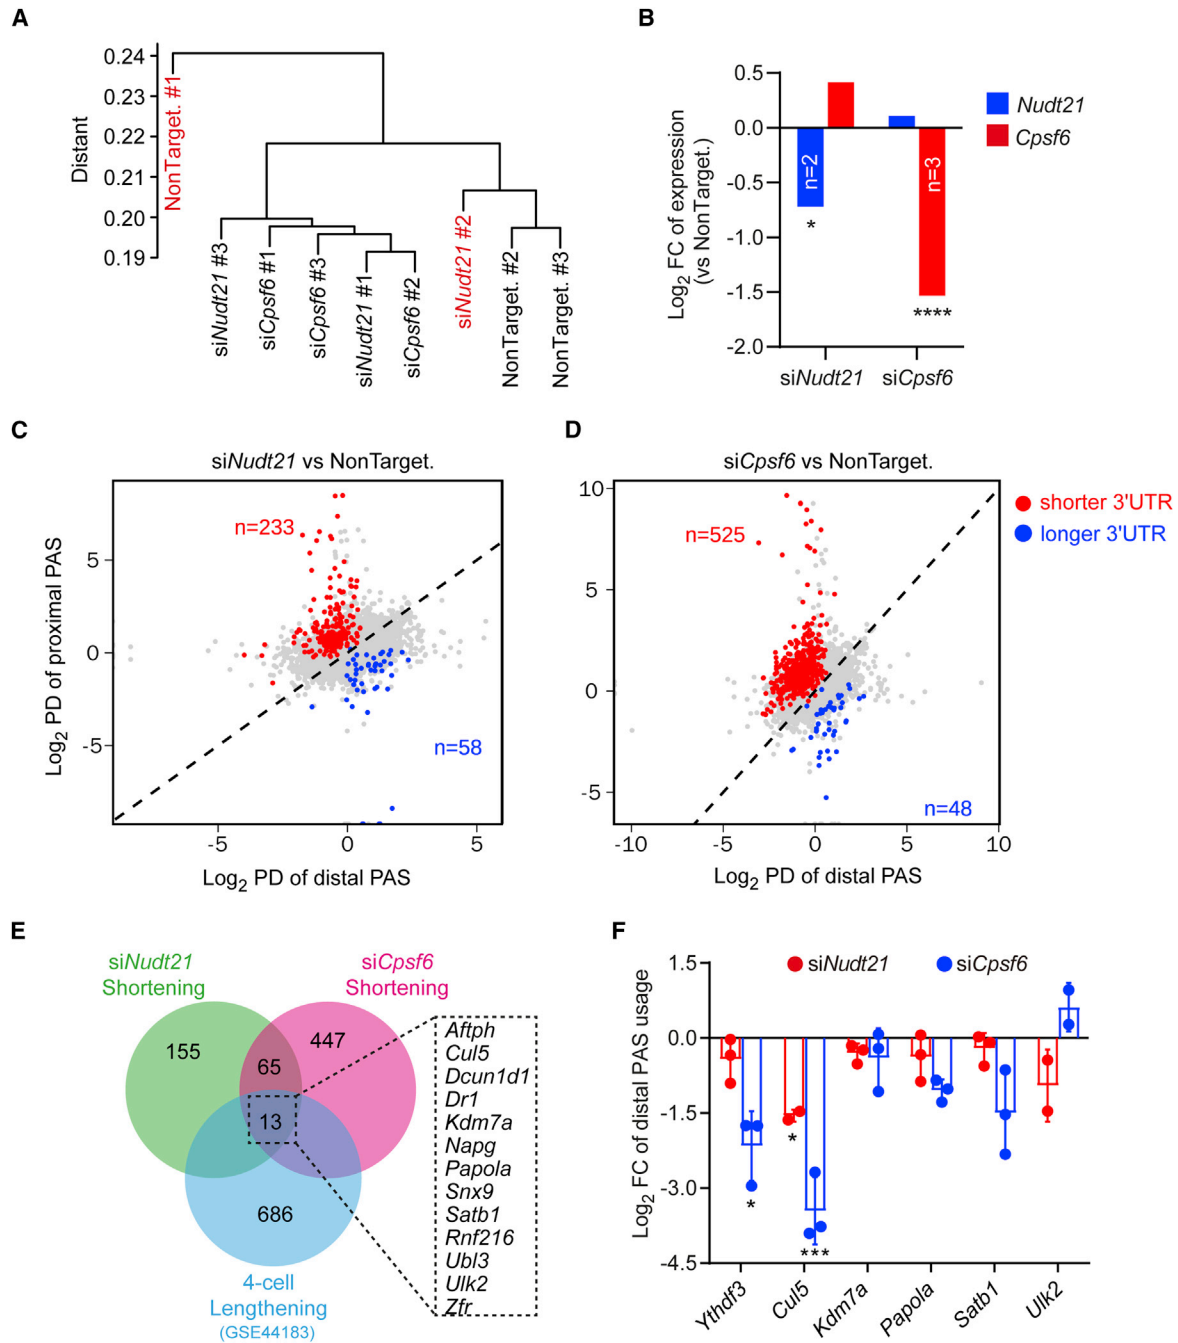 A
0.24
0.23
0.22
0.21
0.20
0.19
Distant
NonTarget. #1
siNudt21 #3
siCpsf6 #1
siCpsf6 #3
siNudt21 #1
siCpsf6 #2
siNudt21 #2
NonTarget. #2
NonTarget. #3
B
0.5
0.0
-0.5
-1.0
-1.5
-2.0
Log2 FC of expression
(vs NonTarget.)
n=2
n=3
*
****
siNudt21
siCpsf6
Nudt21
Cpsf6
C
siNudt21 vs NonTarget.
n=233
n=58
5
0
-5
Log2 PD of proximal PAS
-5
0
5
Log2 PD of distal PAS
D
siCpsf6 vs NonTarget.
n=525
n=48
10
5
0
-5
-10
-5
0
5
10
Log2 PD of distal PAS
shorter 3'UTR
longer 3'UTR
E
siNudt21
Shortening
siCpsf6
Shortening
155
65
447
13
686
4-cell
Lengthening
(GSE44183)
Aftph
Cul5
Dcun1d1
Dr1
Kdm7a
Napg
Papola
Snx9
Satb1
Rnf216
Ubl3
Ulk2
Zfr
F
siNudt21
siCpsf6
1.5
0.0
-1.5
-3.0
-4.5
Log2 FC of distal PAS usage
*
*
***
Ythdf3
Cul5
Kdm7a
Papola
Satb1
Ulk2